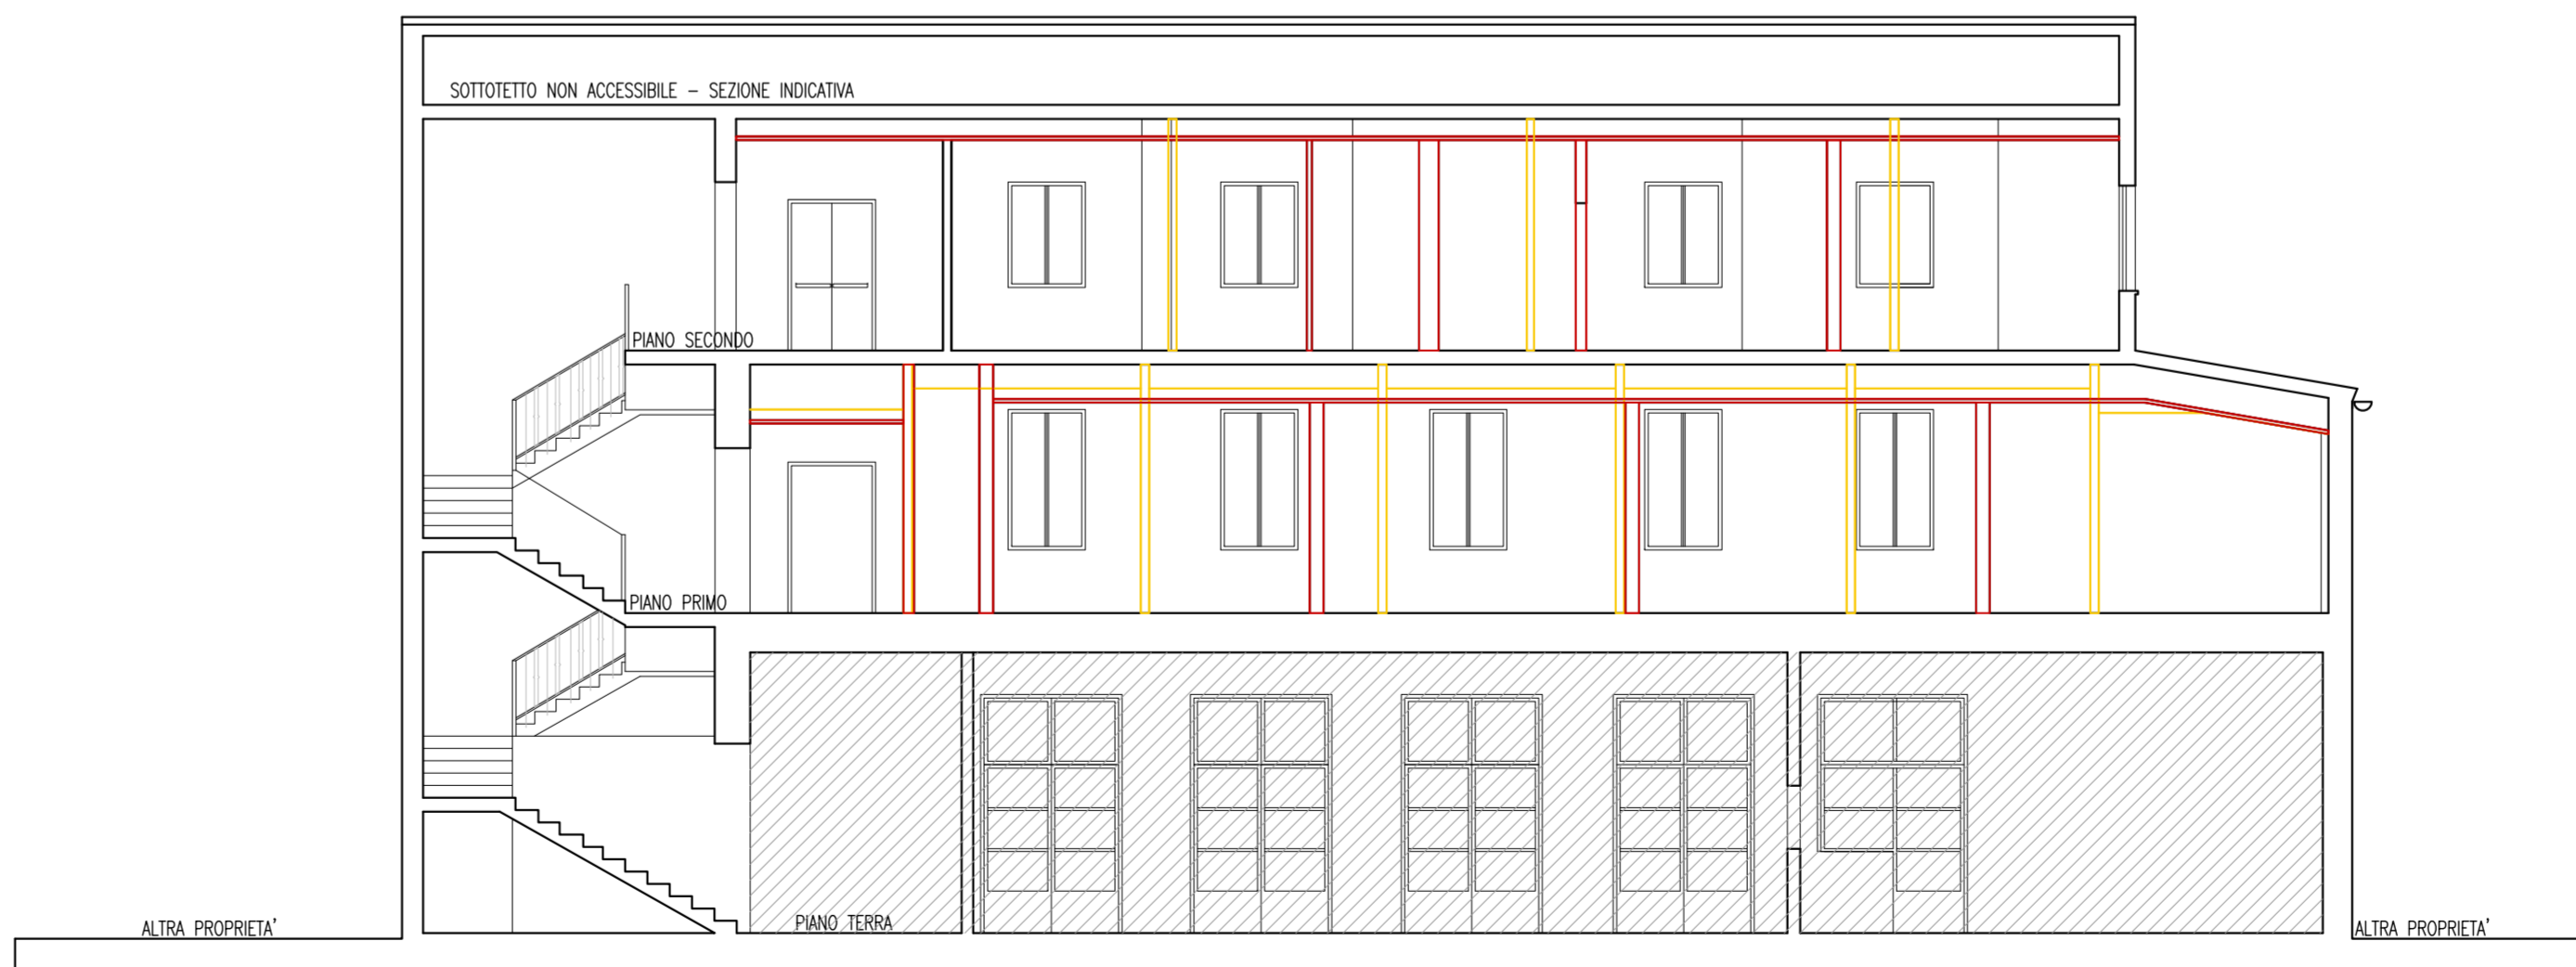 SOTTOTETTO NON ACCESSIBILE – SEZIONE INDICATIVA
PIANO SECONDO
PIANO PRIMO
PIANO TERRA
ALTRA PROPRIETA'
ALTRA PROPRIETA'